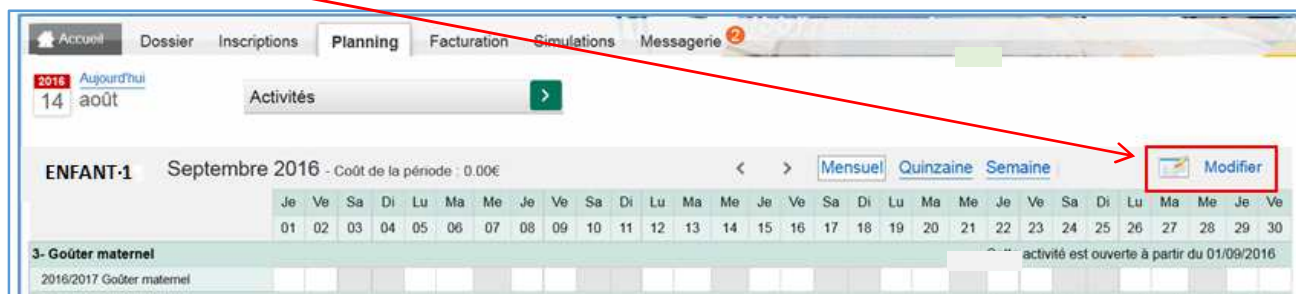 Accueil Dossier Inscriptions Planning Facturation Simulations Messagerie 2
2016 Aujourd'hui
14 août Activités >
ENFANT·1 Septembre 2016 - Coût de la période : 0.00€ < > Mensuel Quinzaine Semaine Modifier
Je Ve Sa Di Lu Ma Me Je Ve Sa Di Lu Ma Me Je Ve Sa Di Lu Ma Me Je Ve Sa Di Lu Ma Me Je Ve
01 02 03 04 05 06 07 08 09 10 11 12 13 14 15 16 17 18 19 20 21 22 23 24 25 26 27 28 29 30
3- Goûter maternel activité est ouverte à partir du 01/09/2016
2016/2017 Goûter maternel